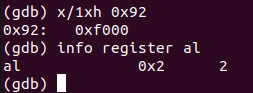 (gdb) x/1xh 0x92
0x92: 0xf000
(gdb) info register al
al 0x2 2
(gdb)